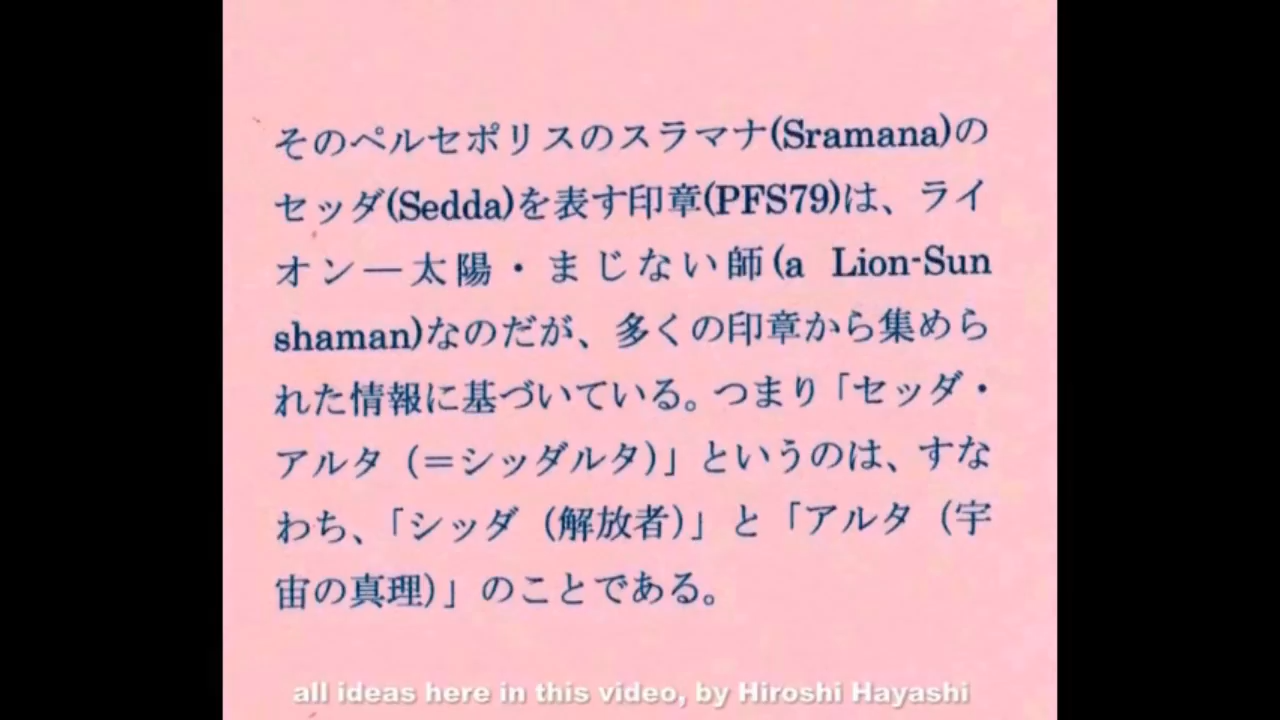 そのペルセポリスのスラマナ(Sramana)の
セッダ(Sedda)を表す印章(PFS79)は、ライ
オン―太陽・まじない師(a Lion-Sun
shaman)なのだが、多くの印章から集めら
れた情報に基づいている。つまり「セッダ・
アルタ（＝シッダルタ）」というのは、すな
わち、「シッダ（解放者）」と「アルタ（宇
宙の真理）」のことである。
all ideas here in this video, by Hiroshi Hayashi